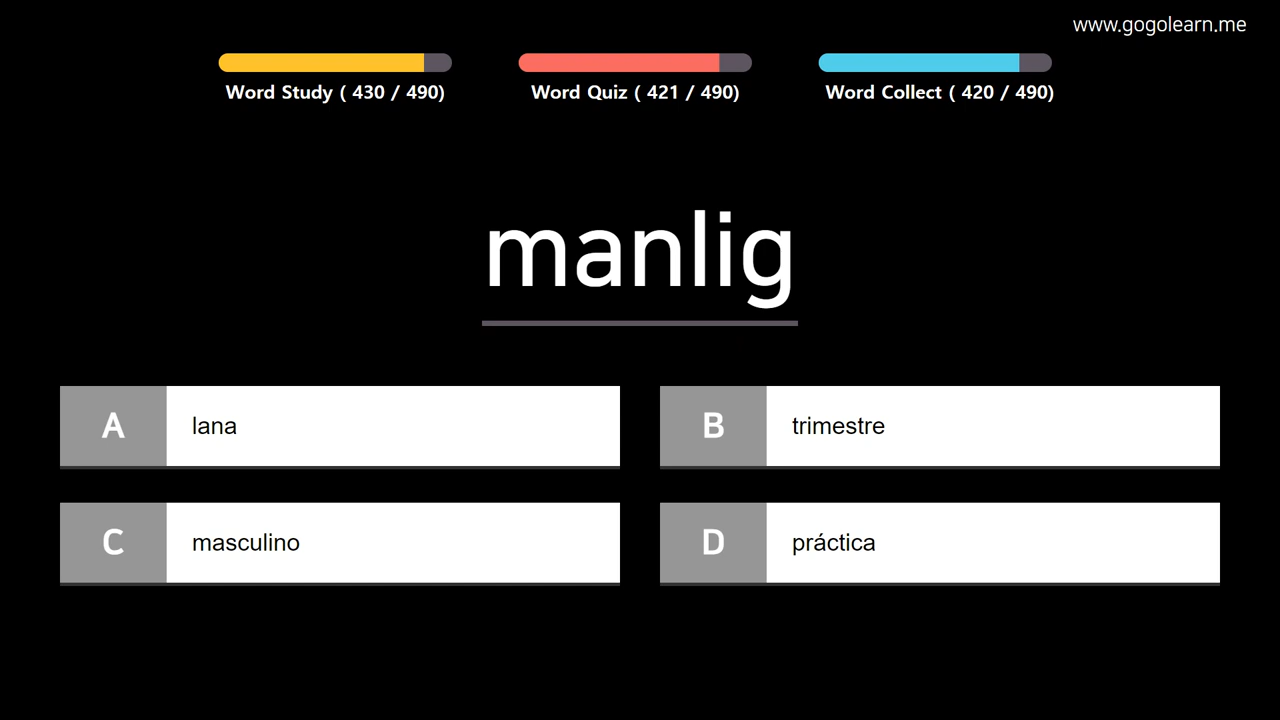 www.gogolearn.me
Word Study ( 430 / 490)
Word Quiz ( 421 / 490)
Word Collect ( 420 / 490)
manlig
A lana
B trimestre
C masculino
D práctica